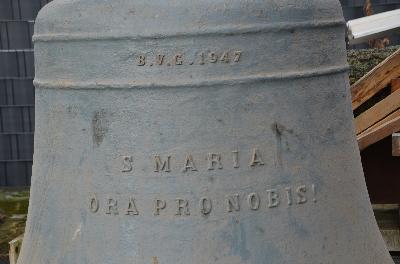 B.V.G. 1947
S MARIA
ORA PRO NOBIS!